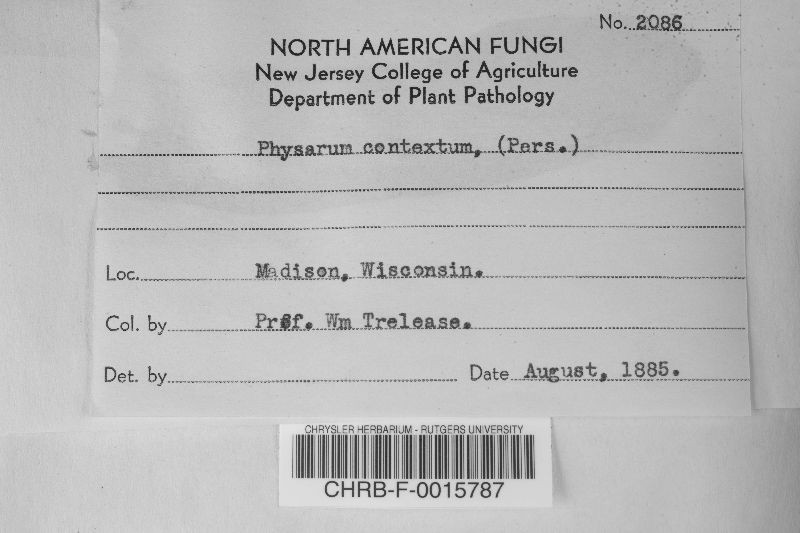 No. 2086
NORTH AMERICAN FUNGI
New Jersey College of Agriculture
Department of Plant Pathology
Physarum contextum, (Pers.)
Loc. Madison, Wisconsin.
Col. by Prof. Wm Trelease.
Det. by Date August, 1885.
CHRYSLER HERBARIUM - RUTGERS UNIVERSITY
CHRB-F-0015787